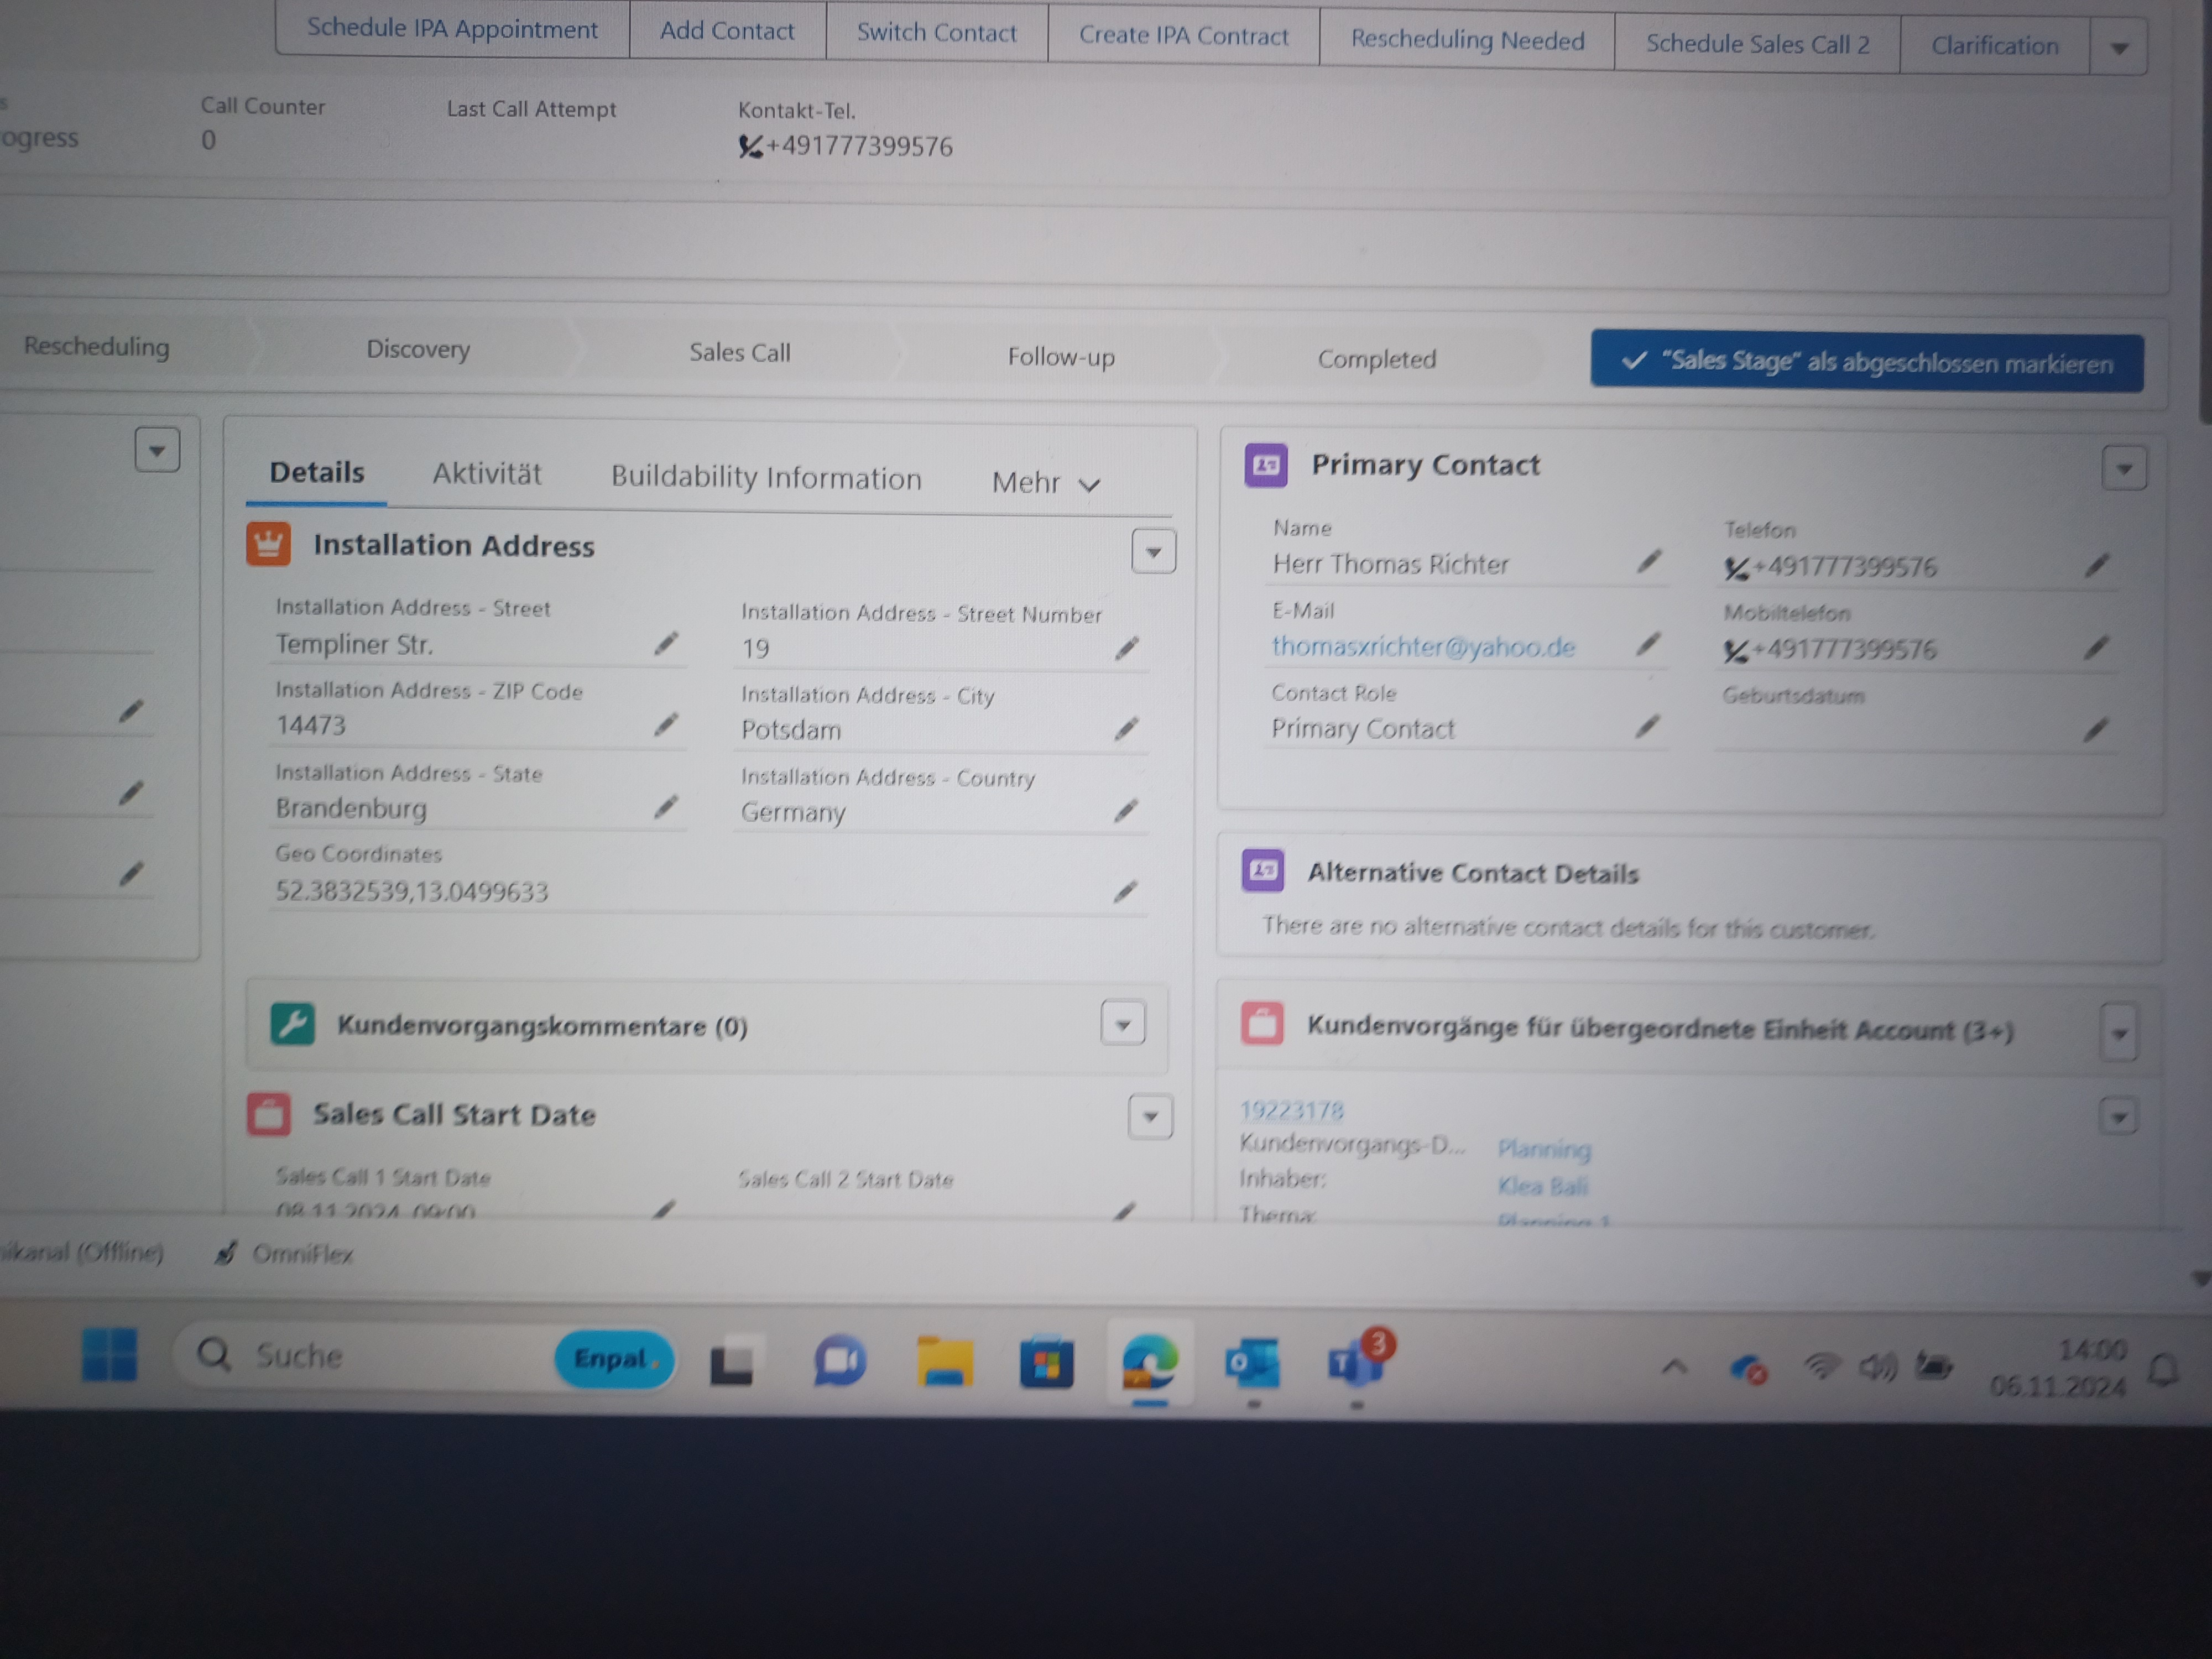 Schedule IPA Appointment
Add Contact
Switch Contact
Create IPA Contract
Rescheduling Needed
Schedule Sales Call 2
Clarification
s
ogress
Call Counter
0
Last Call Attempt
Kontakt-Tel.
+491777399576
Rescheduling
Discovery
Sales Call
Follow-up
Completed
"Sales Stage" als abgeschlossen markieren
Details
Aktivität
Buildability Information
Mehr
Installation Address
Installation Address - Street
Templiner Str.
Installation Address - Street Number
19
Installation Address - ZIP Code
14473
Installation Address - City
Potsdam
Installation Address - State
Brandenburg
Installation Address - Country
Germany
Geo Coordinates
52.3832539,13.0499633
Kundenvorgangskommentare (0)
Sales Call Start Date
Sales Call 1 Start Date
08.11.2024, 09:00
Sales Call 2 Start Date
Primary Contact
Name
Herr Thomas Richter
Telefon
+491777399576
E-Mail
thomasxrichter@yahoo.de
Mobiltelefon
+491777399576
Contact Role
Primary Contact
Geburtsdatum
Alternative Contact Details
There are no alternative contact details for this customer.
Kundenvorgänge für übergeordnete Einheit Account (3+)
19223178
Kundenvorgangs-D... Planning
Inhaber: Klea Bali
Thema: Planning 1
ikanal (Offline)
OmniFlex
Suche
Enpal.
3
14:00
06.11.2024